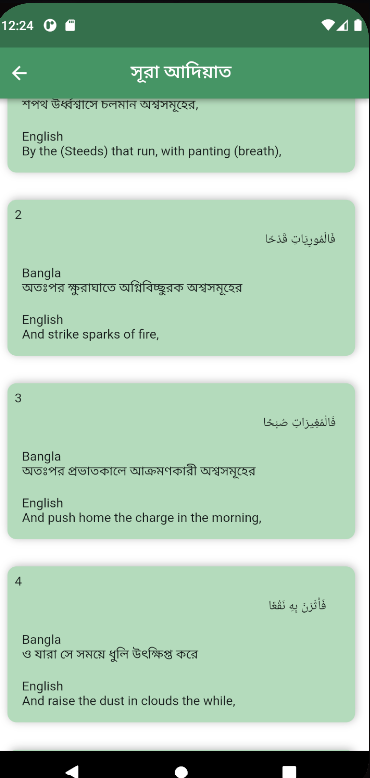 12:24
সূরা আদিয়াত
শপথ উর্ধ্বশ্বাসে চলমান অশ্বসমূহের,
English
By the (Steeds) that run, with panting (breath),
2
فَالْمُورِيَاتِ قَدْحًا
Bangla
অতঃপর ক্ষুরাঘাতে অগ্নিবিচ্ছুরক অশ্বসমূহের
English
And strike sparks of fire,
3
فَالْمُغِيرَاتِ صُبْحًا
Bangla
অতঃপর প্রভাতকালে আক্রমণকারী অশ্বসমূহের
English
And push home the charge in the morning,
4
فَأَثَرْنَ بِهِ نَقْعًا
Bangla
ও যারা সে সময়ে ধুলি উৎক্ষিপ্ত করে
English
And raise the dust in clouds the while,